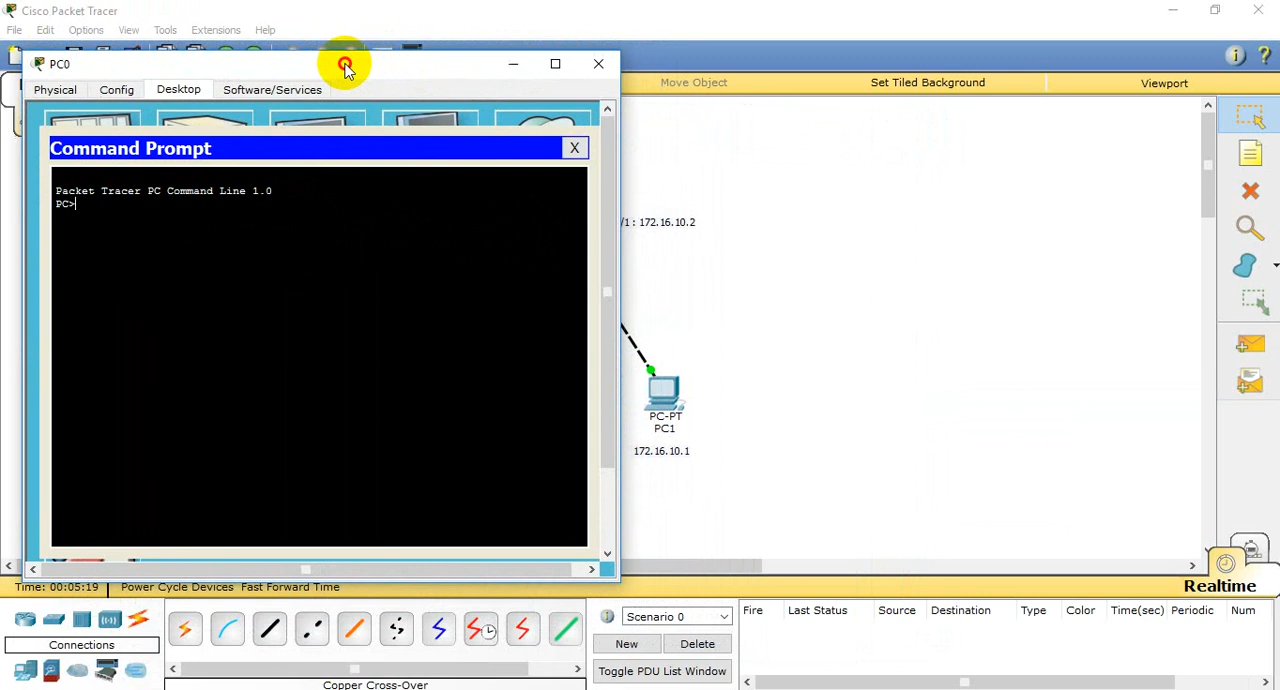 Cisco Packet Tracer
File Edit Options View Tools Extensions Help
PC0
Physical Config Desktop Software/Services
Move Object Set Tiled Background Viewport
Command Prompt X
Packet Tracer PC Command Line 1.0
PC>
/1 : 172.16.10.2
PC-PT
PC1
172.16.10.1
Time: 00:05:19 Power Cycle Devices Fast Forward Time
Realtime
Connections
Copper Cross-Over
Scenario 0
New Delete
Toggle PDU List Window
Fire Last Status Source Destination Type Color Time(sec) Periodic Num